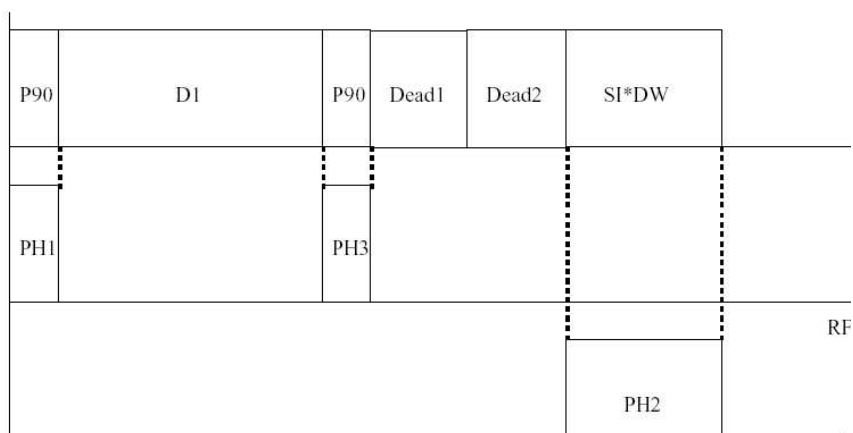 P90
D1
P90
Dead1
Dead2
SI*DW
PH1
PH3
RF
PH2